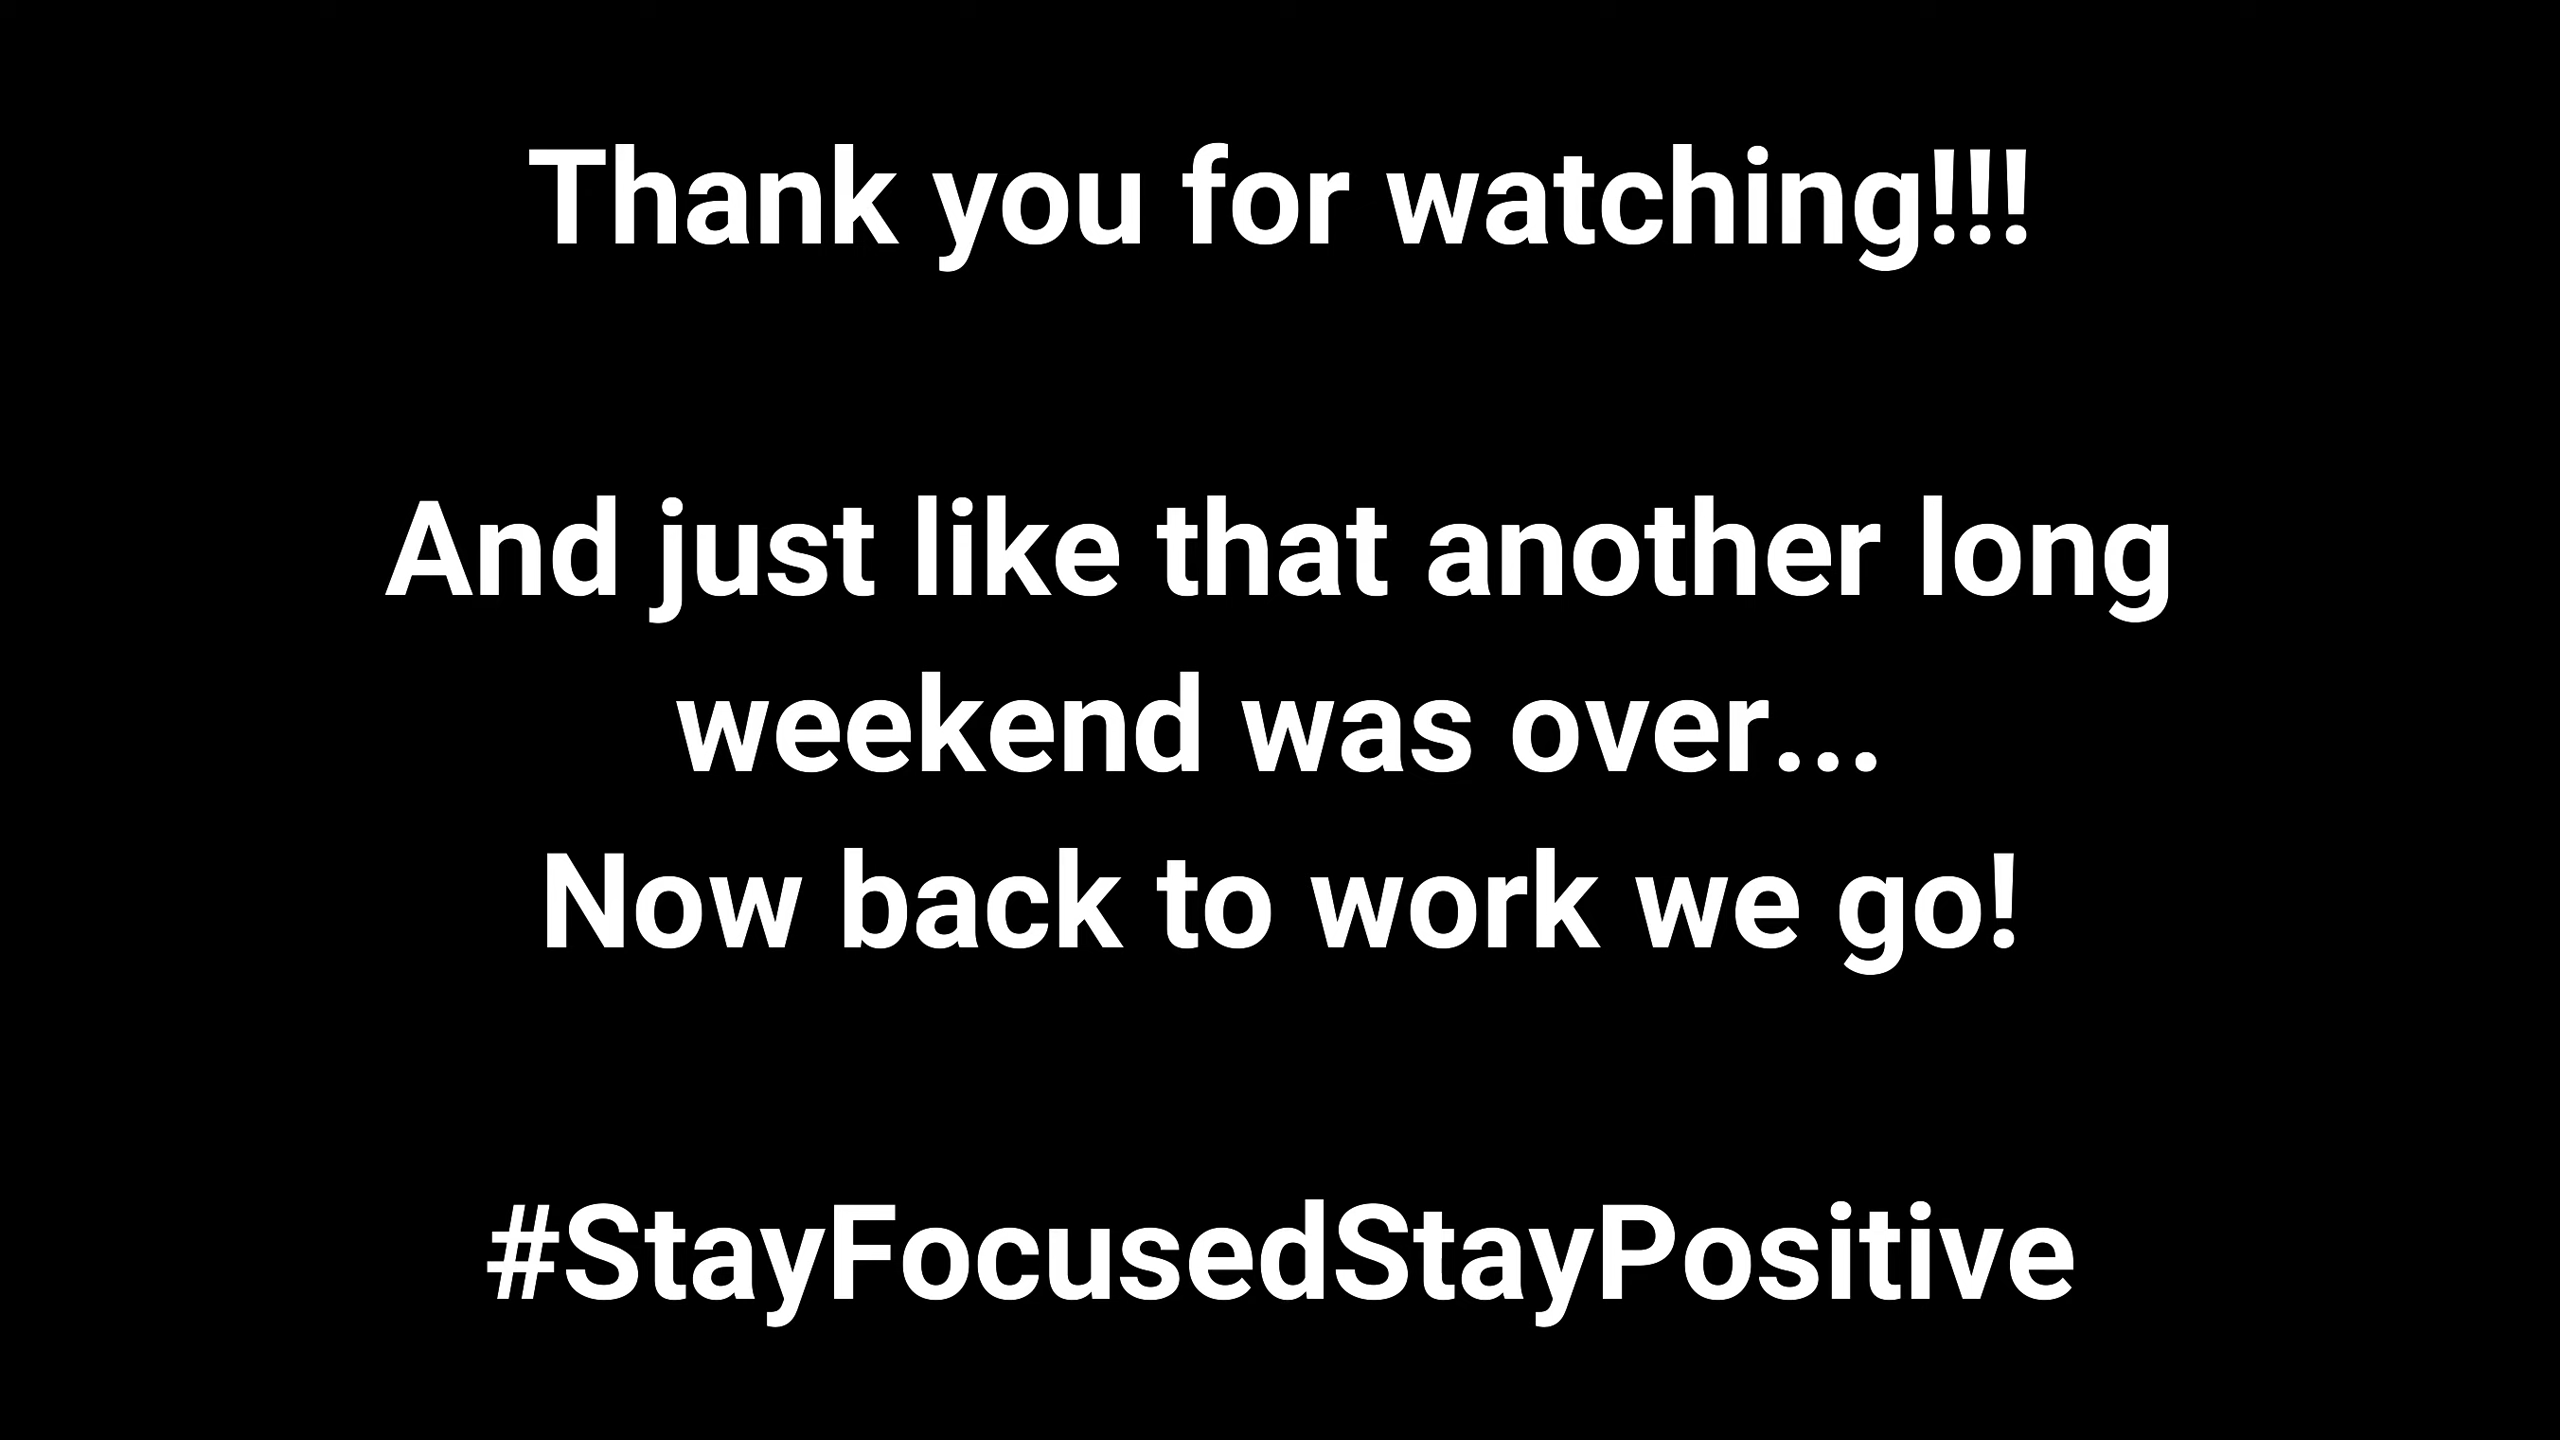 Thank you for watching!!!
And just like that another long
weekend was over...
Now back to work we go!
#StayFocusedStayPositive